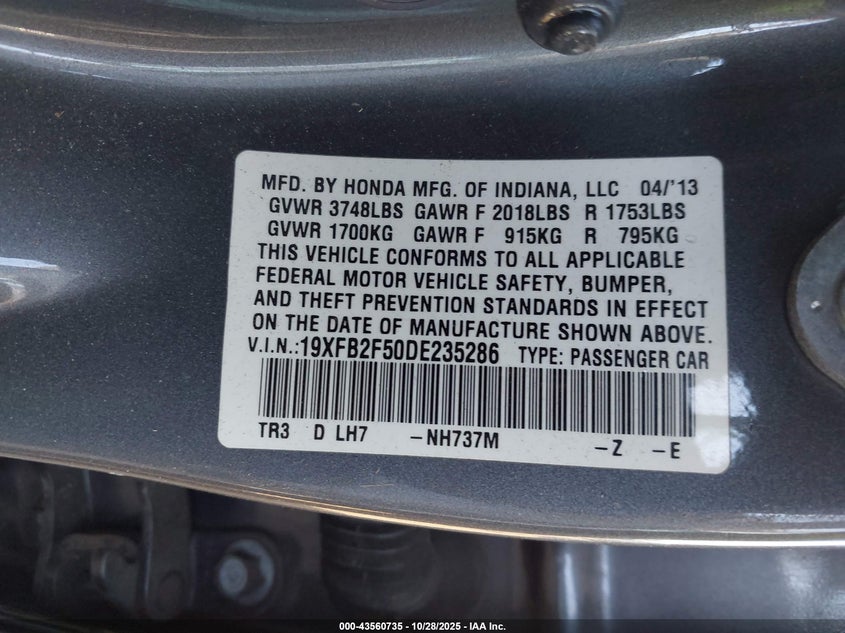 MFD. BY HONDA MFG. OF INDIANA, LLC 04/'13
GVWR 3748LBS GAWR F 2018LBS R 1753LBS
GVWR 1700KG GAWR F 915KG R 795KG
THIS VEHICLE CONFORMS TO ALL APPLICABLE
FEDERAL MOTOR VEHICLE SAFETY, BUMPER,
AND THEFT PREVENTION STANDARDS IN EFFECT
ON THE DATE OF MANUFACTURE SHOWN ABOVE.
V.I.N.:19XFB2F50DE235286 TYPE: PASSENGER CAR
TR3 D LH7 -NH737M -Z -E
000-43560735 - 10/28/2025 - IAA Inc.